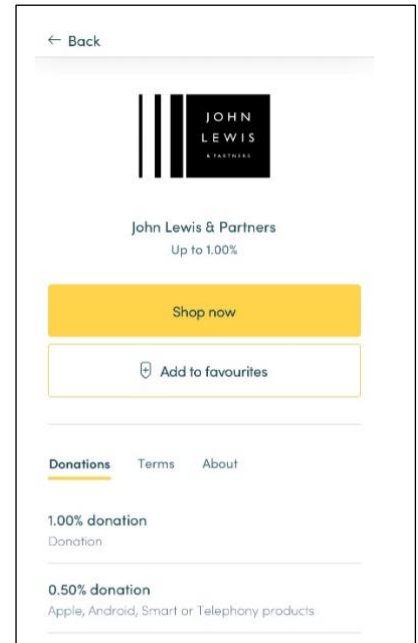 ← Back
JOHN
LEWIS
& PARTNERS
John Lewis & Partners
Up to 1.00%
Shop now
Add to favourites
Donations Terms About
1.00% donation
Donation
0.50% donation
Apple, Android, Smart or Telephony products